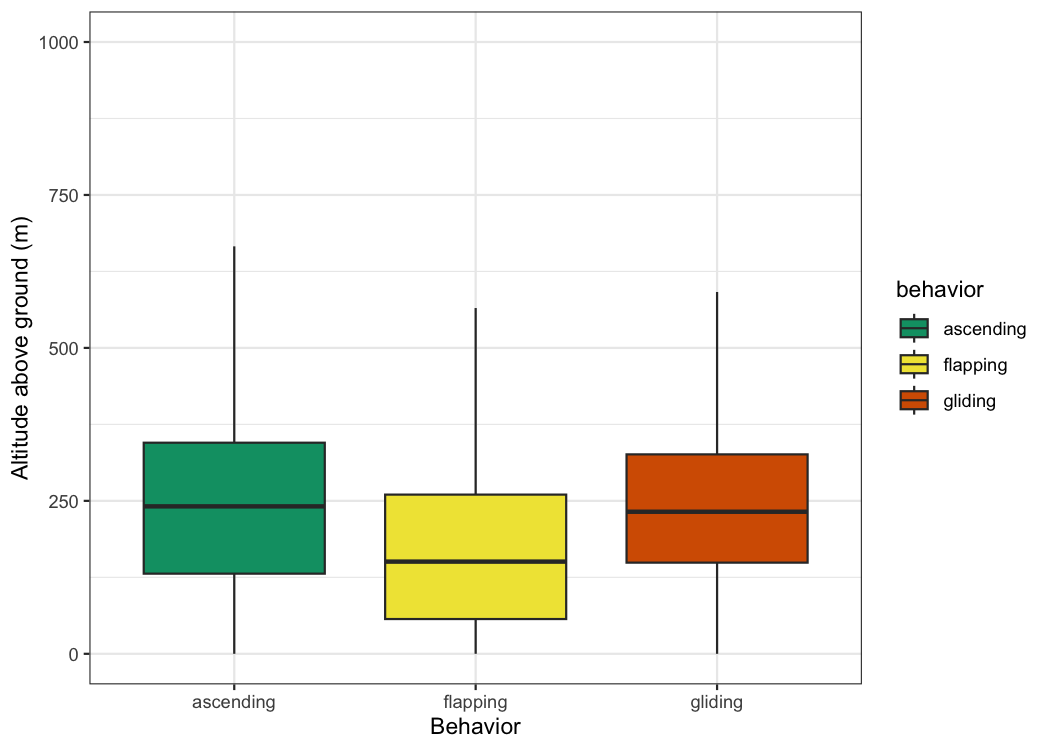 Altitude above ground (m)
1000
750
500
250
0
ascending
flapping
gliding
Behavior
behavior
ascending
flapping
gliding